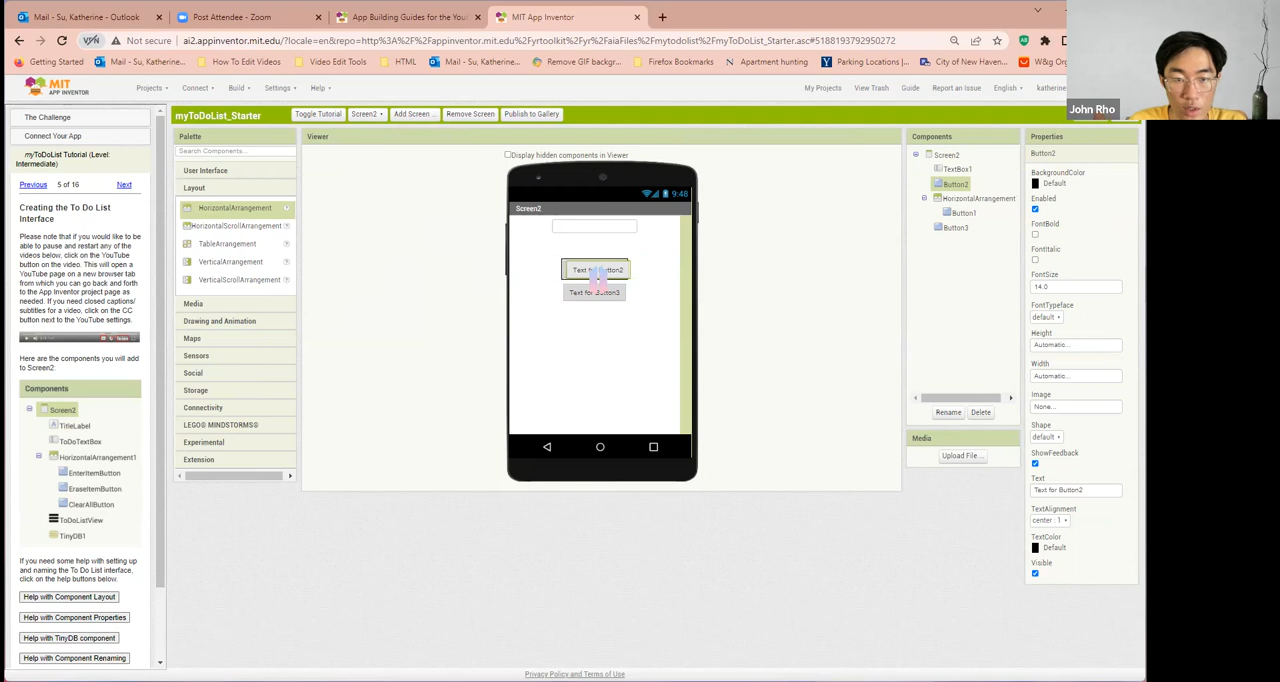 Mail - Su, Katherine - Outlook
Post Attendee - Zoom
App Building Guides for the You
MIT App Inventor
Not secure
ai2.appinventor.mit.edu/?locale=en&repo=http%3A%2F%2Fappinventor.mit.edu%2Fyrtoolkit%2Fyr%2FaiaFiles%2Fmytodolist%2FmyToDoList_Starter.asc#5188193792950272
VPN
Getting Started
Mail - Su, Katherine -
How To Edit Videos
Video Edit Tools
HTML
Mail - Su, Katherine
Remove GIF backgr...
Firefox Bookmarks
Apartment hunting
Parking Locations |...
City of New Haven...
W&g Org
John Rho
MIT
APP INVENTOR
Projects
Connect
Build
Settings
Help
My Projects
View Trash
Guide
Report an Issue
English
katherine
The Challenge
Connect Your App
myToDoList Tutorial (Level: Intermediate)
Previous
5 of 16
Next
Creating the To Do List
Interface
Please note that if you would like to
be able to pause and restart any of the
videos below, click on the YouTube
button on the video. This will open a
YouTube page on a new browser tab
from which you can go back and forth
to the App Inventor project page as
needed. If you need closed captions/
subtitles for a video, click on the CC
button next to the YouTube settings.
Here are the components you will add
to Screen2:
Components
Screen2
TitleLabel
ToDoTextBox
HorizontalArrangement1
EnterItemButton
EraseItemButton
ClearAllButton
ToDoListView
TinyDB1
If you need some help with setting up
and naming the To Do List interface,
click on the help buttons below.
Help with Component Layout
Help with Component Properties
Help with TinyDB component
Help with Component Renaming
myToDoList_Starter
Toggle Tutorial
Screen2
Add Screen ...
Remove Screen
Publish to Gallery
Palette
Search Components...
User Interface
Layout
HorizontalArrangement
HorizontalScrollArrangement
TableArrangement
VerticalArrangement
VerticalScrollArrangement
Media
Drawing and Animation
Maps
Sensors
Social
Storage
Connectivity
LEGO® MINDSTORMS®
Experimental
Extension
Viewer
Display hidden components in Viewer
9:48
Screen2
Text for Button2
Text for Button3
Components
Screen2
TextBox1
Button2
HorizontalArrangement
Button1
Button3
Rename
Delete
Media
Upload File ...
Properties
Button2
BackgroundColor
Default
Enabled
FontBold
FontItalic
FontSize
14.0
FontTypeface
default
Height
Automatic...
Width
Automatic...
Image
None...
Shape
default
ShowFeedback
Text
Text for Button2
TextAlignment
center : 1
TextColor
Default
Visible
Privacy Policy and Terms of Use